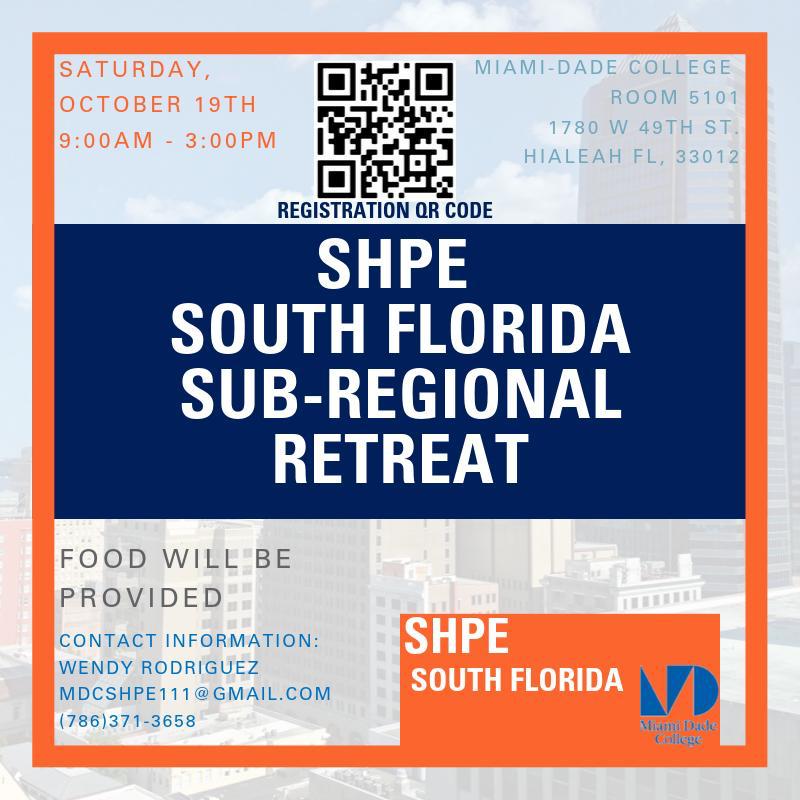 SATURDAY,
OCTOBER 19TH
9:00AM - 3:00PM
MIAMI-DADE COLLEGE
ROOM 5101
1780 W 49TH ST.
HIALEAH FL, 33012
REGISTRATION QR CODE
SHPE
SOUTH FLORIDA
SUB-REGIONAL
RETREAT
FOOD WILL BE
PROVIDED
CONTACT INFORMATION:
WENDY RODRIGUEZ
MDCSHPE111@GMAIL.COM
(786)371-3658
SHPE
SOUTH FLORIDA
Miami Dade
College